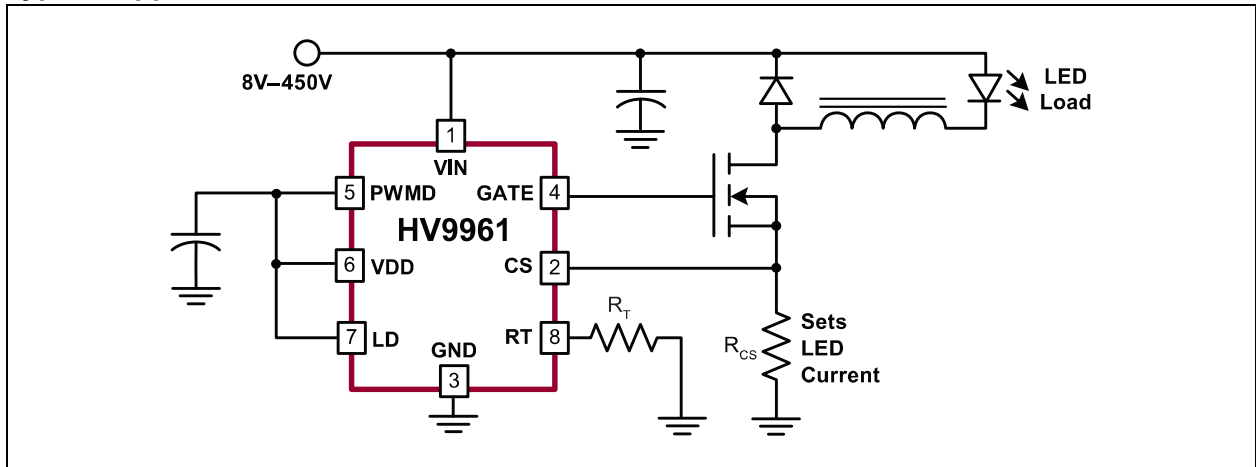 8V–450V
LED
Load
1
VIN
5 PWMD
GATE 4
HV9961
6 VDD
CS 2
7 LD
RT 8
GND
3
RT
RCS
Sets
LED
Current